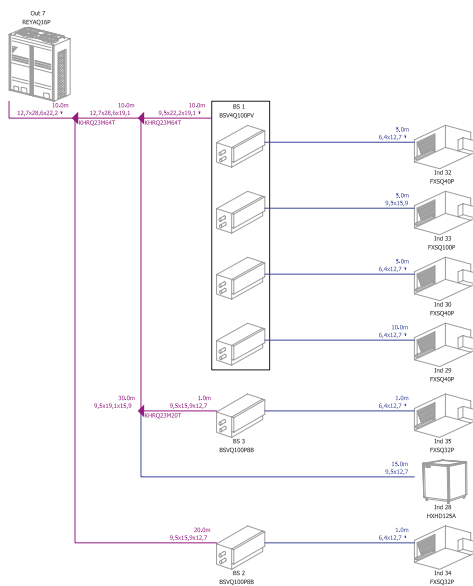 Out 7
REYAQ16P
10.0m
12,7x28,6x22,2
10.0m
12,7x28,6x19,1
10.0m
9,5x22,2x19,1
KHRQ23M64T
KHRQ23M64T
BS 1
BSV4Q100PV
5.0m
6,4x12,7
Ind 32
FXSQ40P
5.0m
9,5x15,9
Ind 33
FXSQ100P
5.0m
6,4x12,7
Ind 30
FXSQ40P
10.0m
6,4x12,7
Ind 29
FXSQ40P
30.0m
9,5x19,1x15,9
1.0m
9,5x15,9x12,7
KHRQ23M20T
BS 3
BSVQ100P8B
1.0m
6,4x12,7
Ind 35
FXSQ32P
15.0m
9,5x12,7
Ind 28
HXHD125A
20.0m
9,5x15,9x12,7
BS 2
BSVQ100P8B
1.0m
6,4x12,7
Ind 34
FXSQ32P